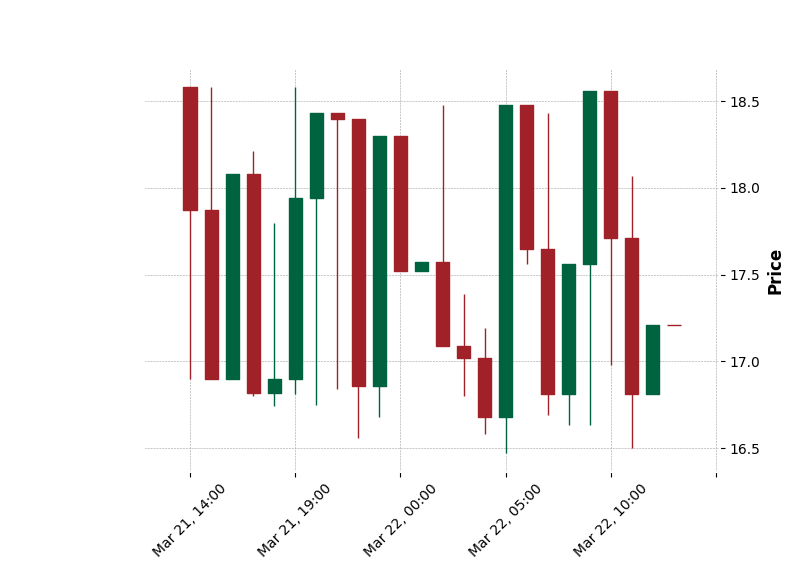 18.5
18.0
17.5
17.0
16.5
Price
Mar 21, 14:00
Mar 21, 19:00
Mar 22, 00:00
Mar 22, 05:00
Mar 22, 10:00